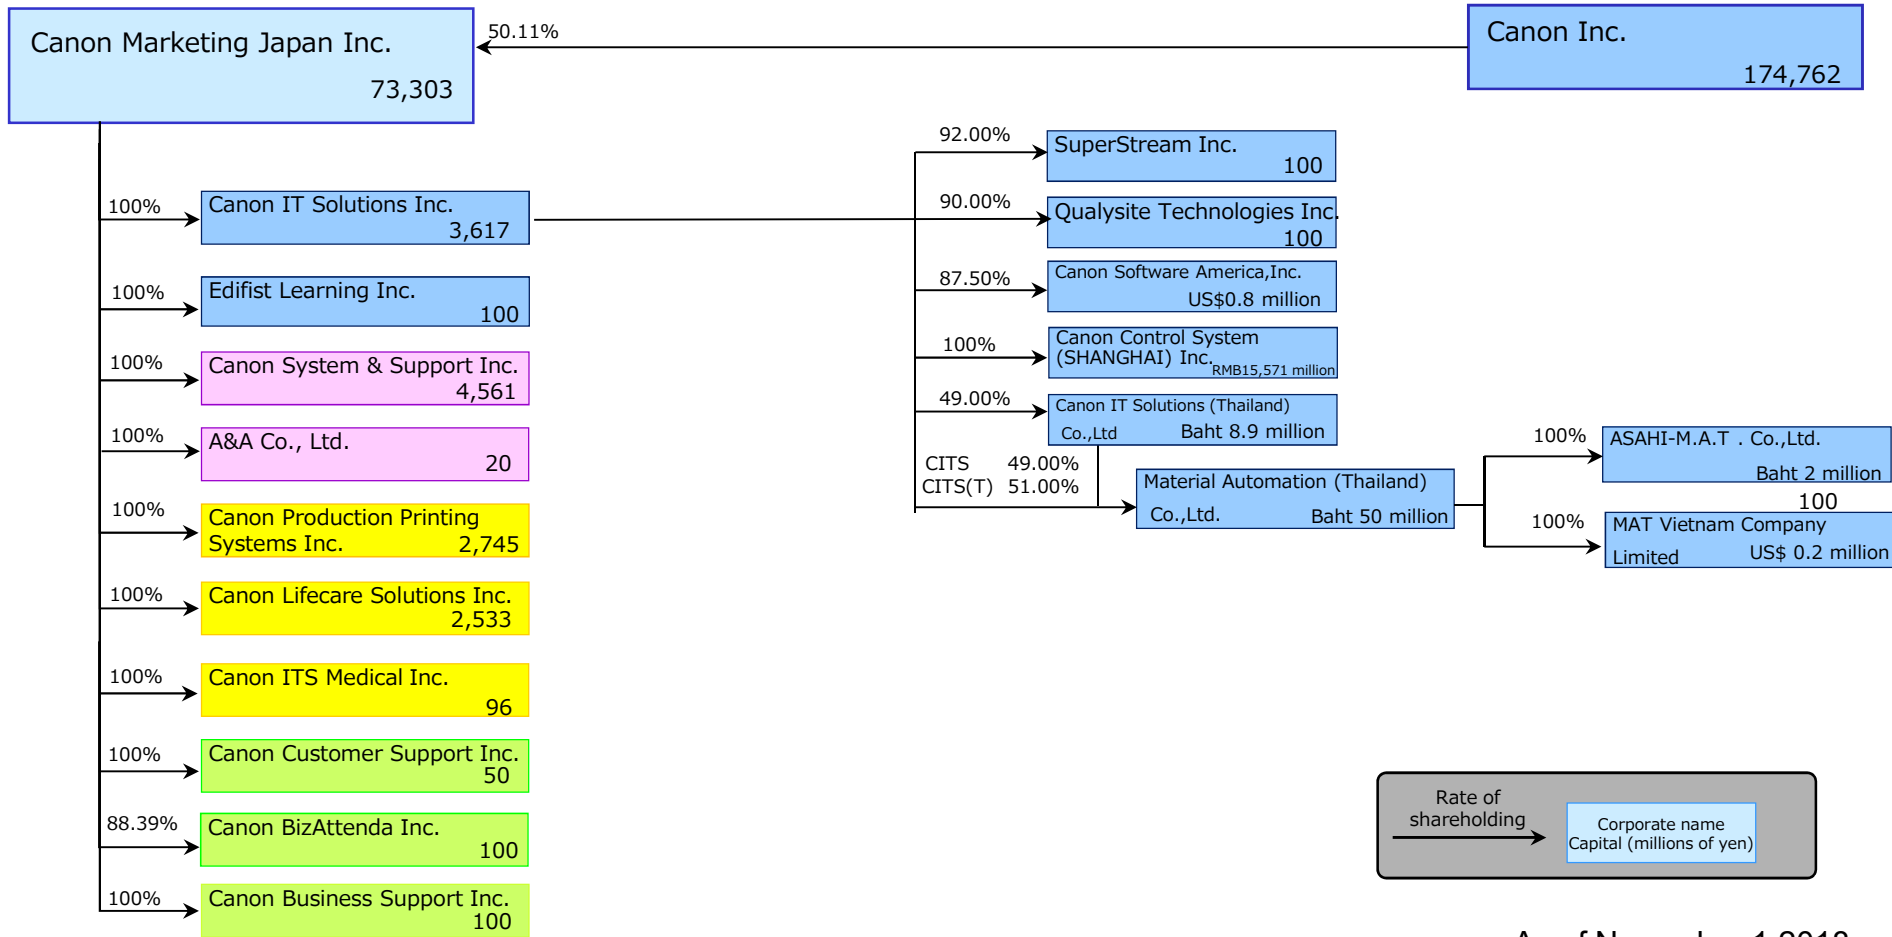 Canon Marketing Japan Inc.
73,303
50.11%
Canon Inc.
174,762
100%
Canon IT Solutions Inc.
3,617
100%
Edifist Learning Inc.
100
100%
Canon System & Support Inc.
4,561
100%
A&A Co., Ltd.
20
100%
Canon Production Printing
Systems Inc. 2,745
100%
Canon Lifecare Solutions Inc.
2,533
100%
Canon ITS Medical Inc.
96
100%
Canon Customer Support Inc.
50
88.39%
Canon BizAttenda Inc.
100
100%
Canon Business Support Inc.
100
92.00%
SuperStream Inc.
100
90.00%
Qualysite Technologies Inc.
100
87.50%
Canon Software America,Inc.
US$0.8 million
100%
Canon Control System
(SHANGHAI) Inc. RMB15,571 million
49.00%
Canon IT Solutions (Thailand)
Co.,Ltd Baht 8.9 million
CITS 49.00%
CITS(T) 51.00%
Material Automation (Thailand)
Co.,Ltd. Baht 50 million
100%
ASAHI-M.A.T . Co.,Ltd.
Baht 2 million
100
100%
MAT Vietnam Company
Limited US$ 0.2 million
Rate of
shareholding
Corporate name
Capital (millions of yen)